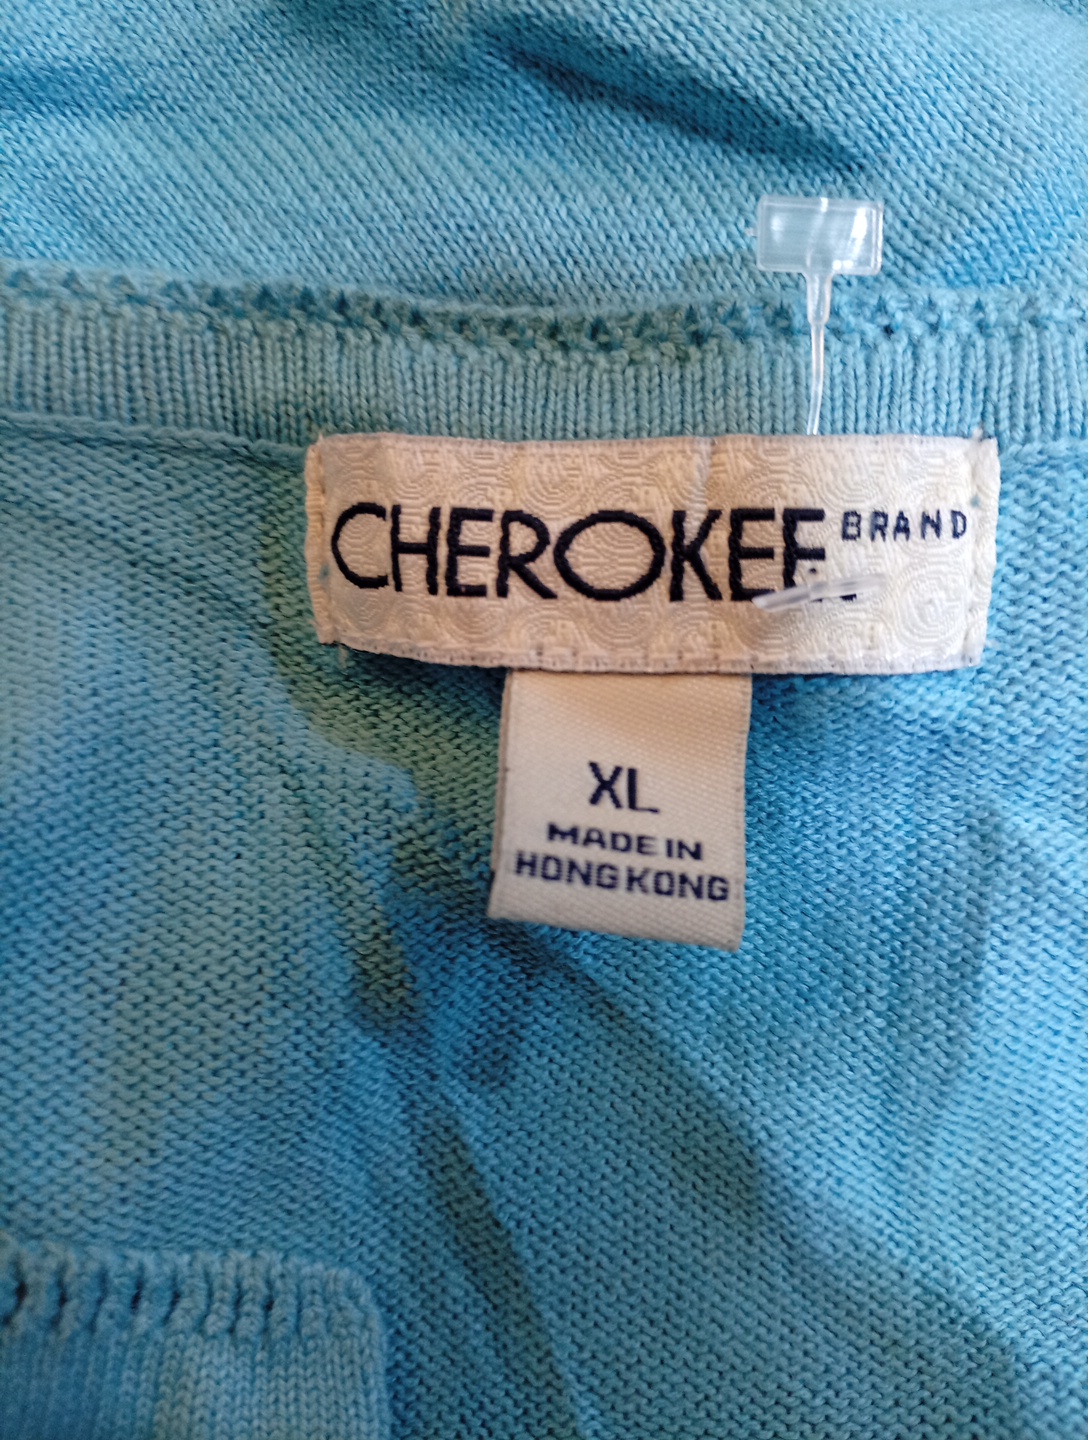 CHEROKEE BRAND
XL
MADE IN
HONG KONG